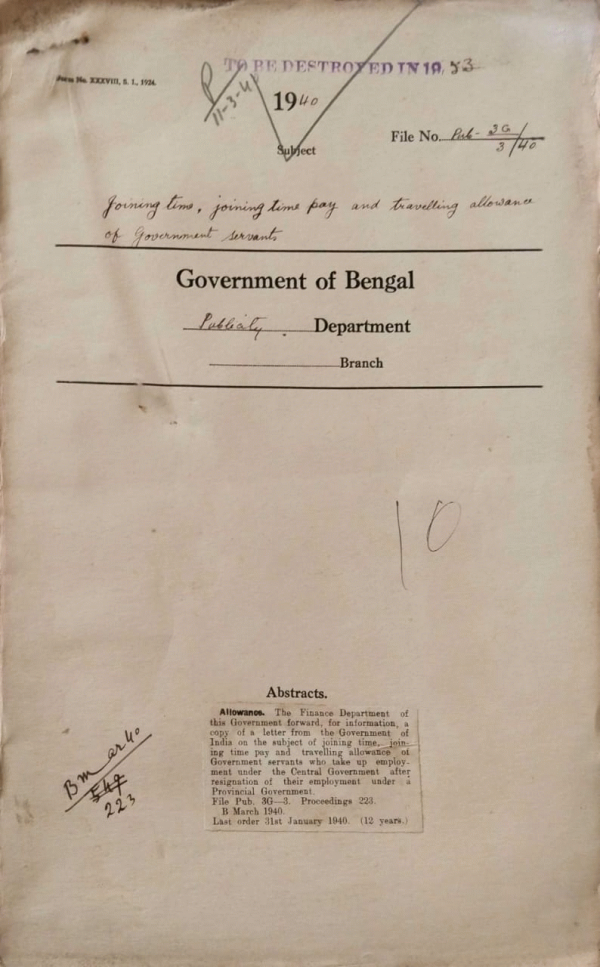 TO BE DESTROYED IN 19 53
Form No. XXXVIII, S. 1., 1934.
11-3-41
1940
File No. Pub- 3G/3/40
Subject
Joining time, joining time pay and travelling allowance
of Government servants
Government of Bengal
Publicity Department
Branch
10
Abstracts.
Allowance. The Finance Department of
this Government forward, for information, a
copy of a letter from the Government of
India on the subject of joining time, join-
ing time pay and travelling allowance of
Government servants who take up employ-
ment under the Central Government after
resignation of their employment under a
Provincial Government.
File Pub. 3G—3. Proceedings 223.
B March 1940.
Last order 31st January 1940. (12 years.)
B Mar 40
547
223